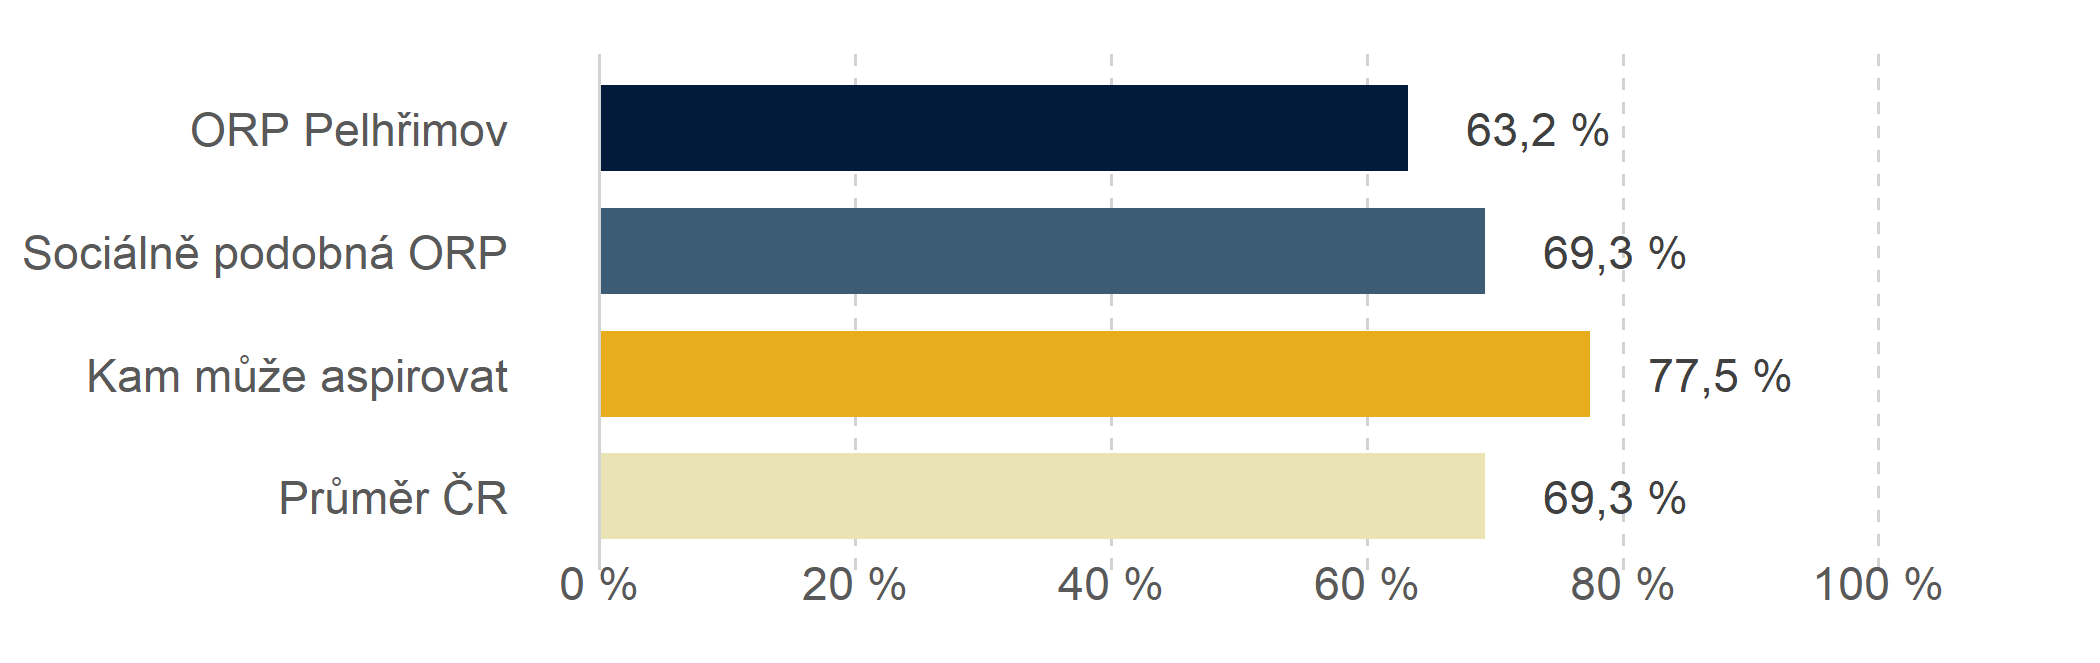 ORP Pelhřimov 63,2 %
Sociálně podobná ORP 69,3 %
Kam může aspirovat 77,5 %
Průměr ČR 69,3 %
0 % 20 % 40 % 60 % 80 % 100 %